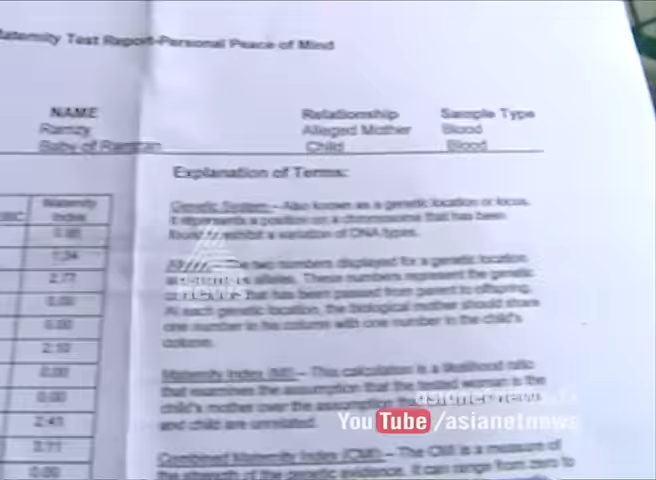 Maternity Test Report-Personal Peace of Mind
NAME Relationship Sample Type
Ramzy Alleged Mother Blood
Baby of Child Blood
Explanation of Terms:
Maternity
Index
Genetic System – Also known as a genetic location or locus.
It represents a position on a chromosome that has been
exhibit a variation of DNA types.
0.00
1.34
2.77
0.00
0.00
2.10
0.00
0.00
2.41
3.11
0.00
two numbers displayed for a genetic location
alleles. These numbers represent the genetic
that has been passed from parent to offspring.
At each genetic location, the biological mother should share
one number in his column with one number in the child's
column.
Maternity Index (MI) – This calculation is a likelihood ratio
that examines the assumption that the tested woman is the
child's mother over the assumption
and child are unrelated.
Combined Maternity Index (CMI) – The CMI is a measure of
the strength of the genetic evidence. It can range from zero to
asianet
news
asianetnews
YouTube /asianetnews